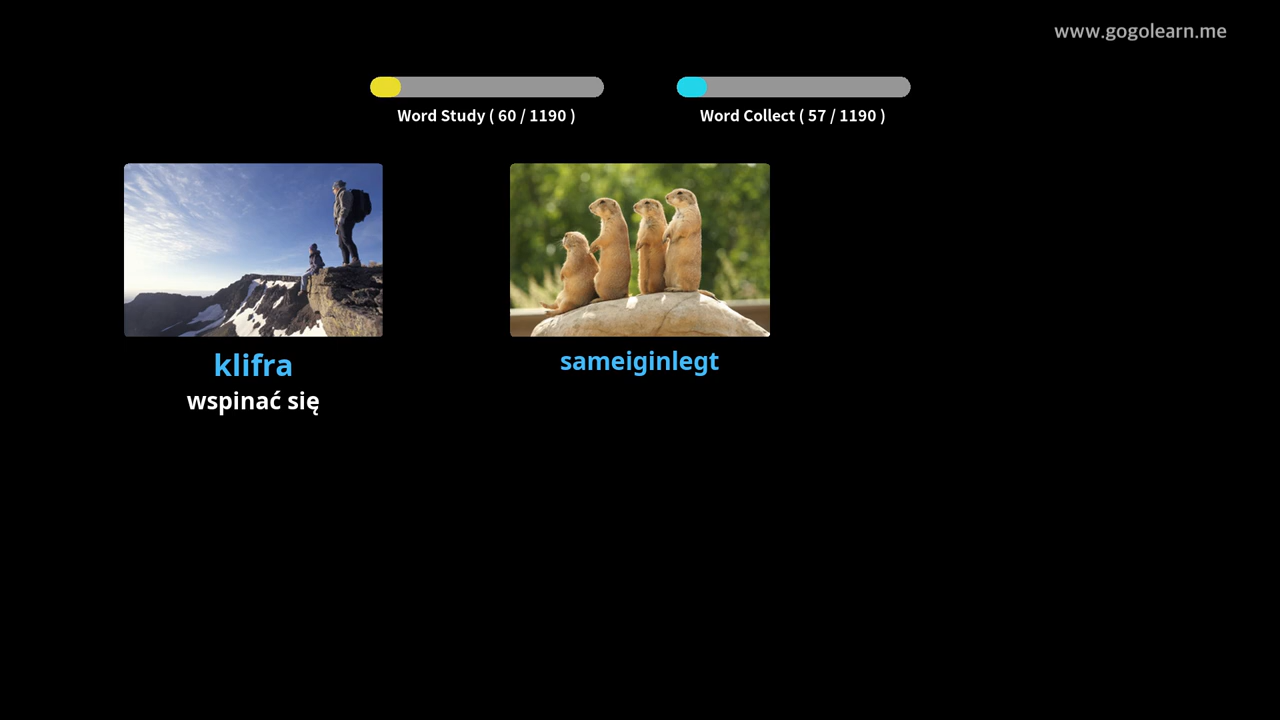 www.gogolearn.me
Word Study ( 60 / 1190 )
Word Collect ( 57 / 1190 )
klifra
wspinać się
sameiginlegt